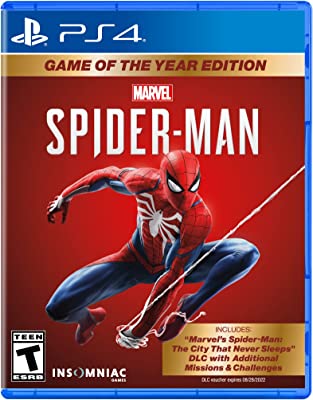 PS4
GAME OF THE YEAR EDITION
MARVEL
SPIDER-MAN
INCLUDES:
"Marvel's Spider-Man:
The City That Never Sleeps"
DLC with Additional
Missions & Challenges
DLC voucher expires 08/25/2022
TEEN
T
ESRB
INSOMNIAC
GAMES